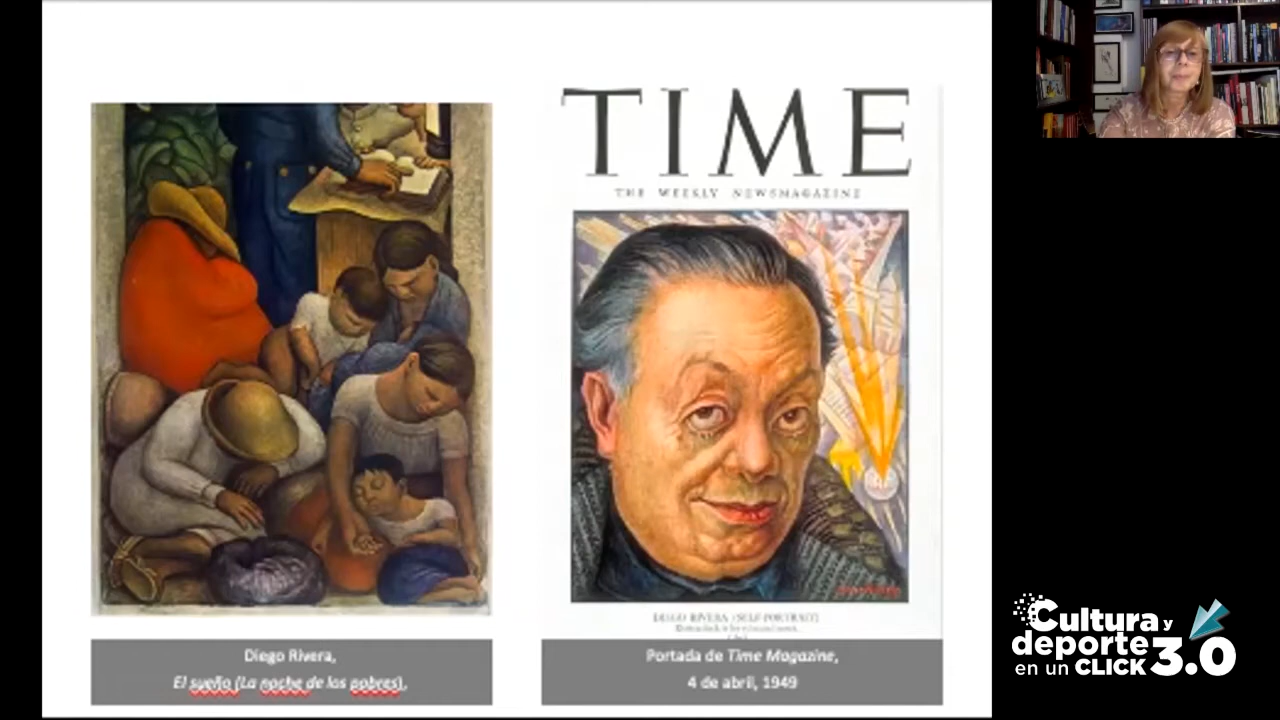 TIME
THE WEEKLY NEWSMAGAZINE
DIEGO RIVERA (SELF-PORTRAIT)
Diego Rivera,
El sueño (La noche de los pobres),
Portada de Time Magazine,
4 de abril, 1949
Cultura y
deporte
en un CLICK 3.0